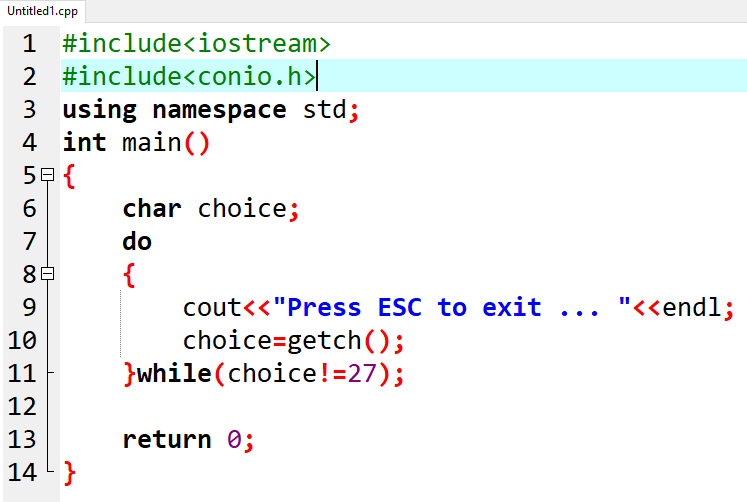 Untitled1.cpp
1 #include<iostream>
2 #include<conio.h>
3 using namespace std;
4 int main()
5 {
6 char choice;
7 do
8 {
9 cout<<"Press ESC to exit ... "<<endl;
10 choice=getch();
11 }while(choice!=27);
12
13 return 0;
14 }